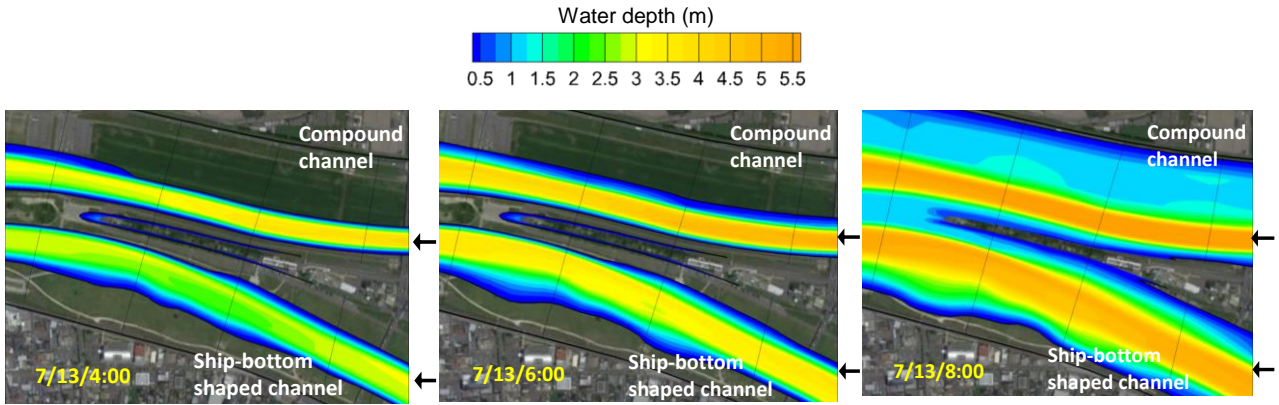 Water depth (m)
0.5 1 1.5 2 2.5 3 3.5 4 4.5 5 5.5
Compound
channel
Ship-bottom
shaped channel
7/13/4:00
Compound
channel
Ship-bottom
shaped channel
7/13/6:00
Compound
channel
Ship-bottom
shaped channel
7/13/8:00